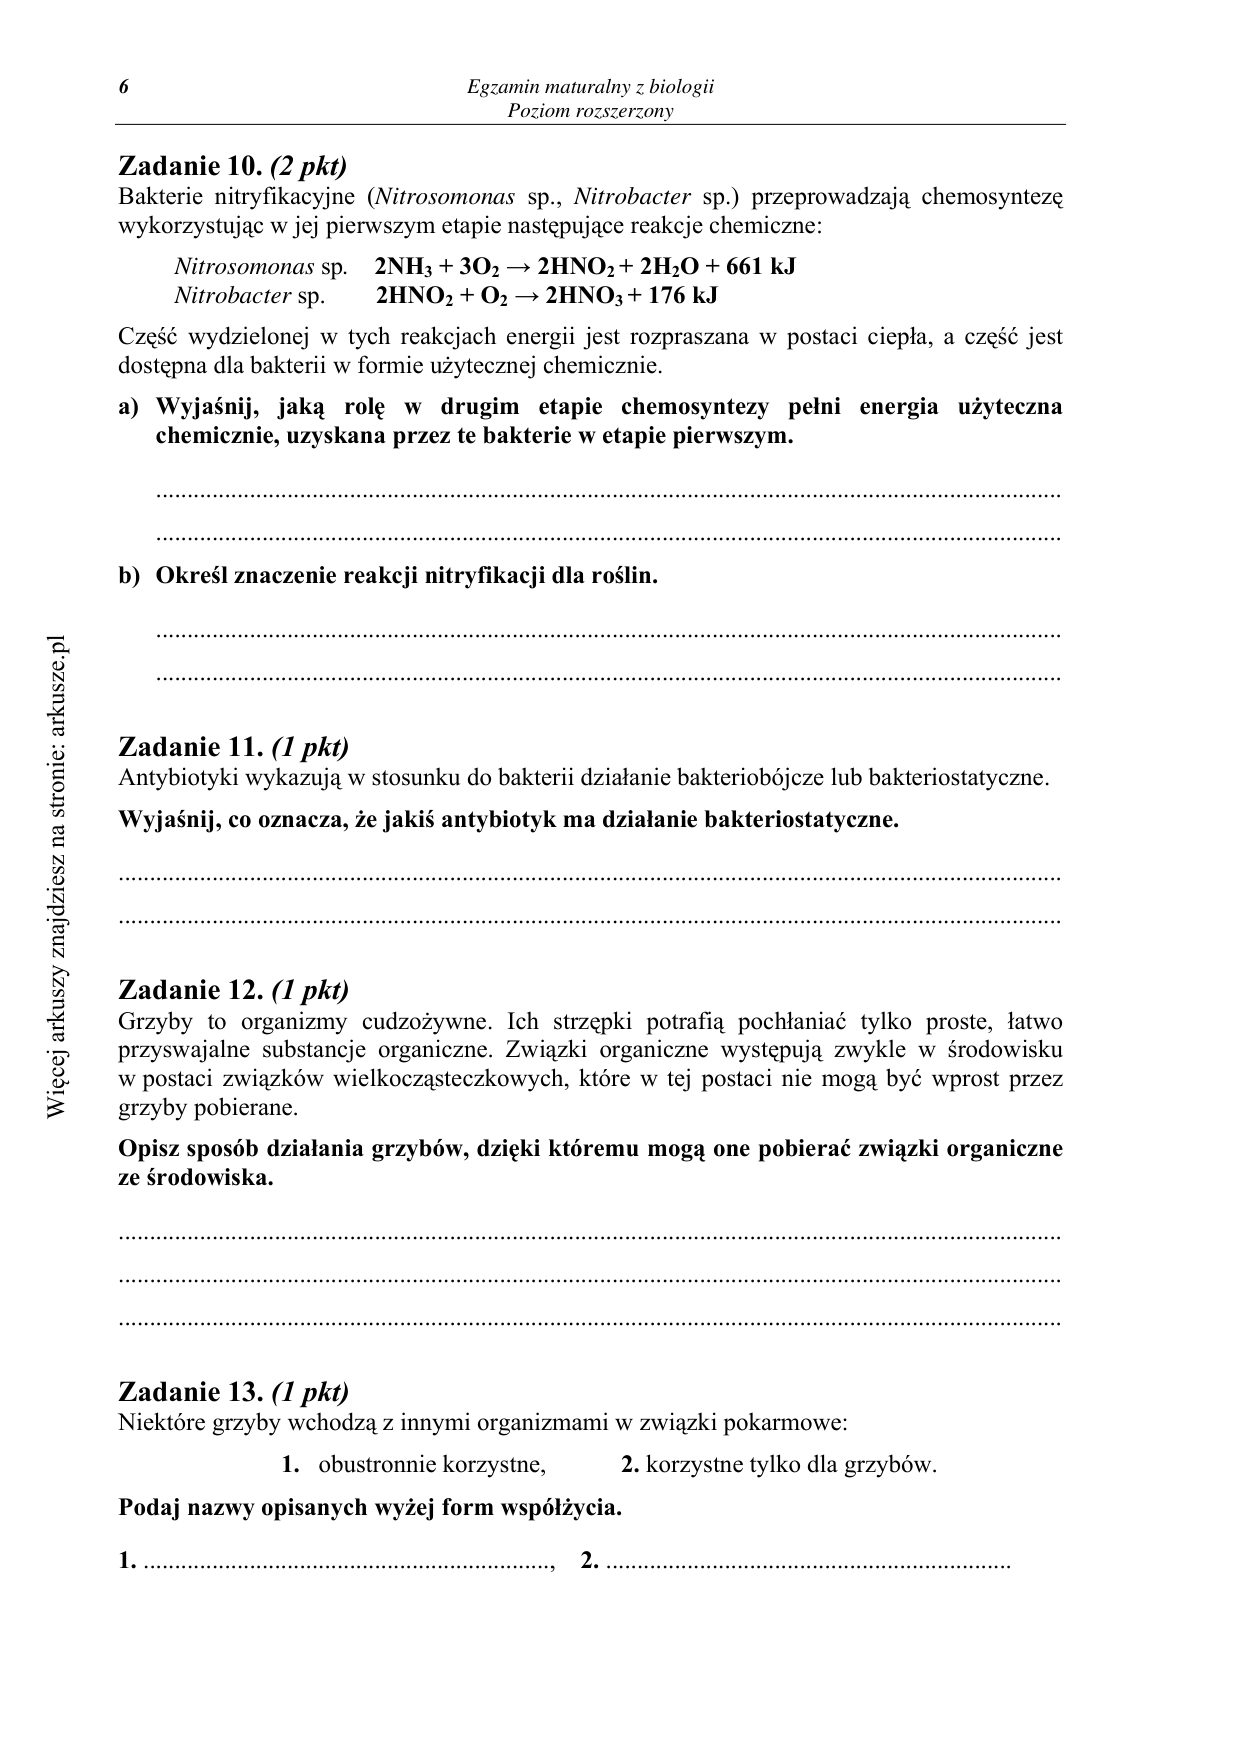 6
Egzamin maturalny z biologii
Poziom rozszerzony
Zadanie 10. (2 pkt)
Bakterie nitryfikacyjne (Nitrosomonas sp., Nitrobacter sp.) przeprowadzają chemosyntezę
wykorzystując w jej pierwszym etapie następujące reakcje chemiczne:
Nitrosomonas sp. 2NH₃ + 3O₂ → 2HNO₂ + 2H₂O + 661 kJ
Nitrobacter sp. 2HNO₂ + O₂ → 2HNO₃ + 176 kJ
Część wydzielonej w tych reakcjach energii jest rozpraszana w postaci ciepła, a część jest
dostępna dla bakterii w formie użytecznej chemicznie.
a) Wyjaśnij, jaką rolę w drugim etapie chemosyntezy pełni energia użyteczna
chemicznie, uzyskana przez te bakterie w etapie pierwszym.
................................................................................
................................................................................
b) Określ znaczenie reakcji nitryfikacji dla roślin.
................................................................................
................................................................................
Zadanie 11. (1 pkt)
Antybiotyki wykazują w stosunku do bakterii działanie bakteriobójcze lub bakteriostatyczne.
Wyjaśnij, co oznacza, że jakiś antybiotyk ma działanie bakteriostatyczne.
................................................................................
................................................................................
Zadanie 12. (1 pkt)
Grzyby to organizmy cudzożywne. Ich strzępki potrafią pochłaniać tylko proste, łatwo
przyswajalne substancje organiczne. Związki organiczne występują zwykle w środowisku
w postaci związków wielkocząsteczkowych, które w tej postaci nie mogą być wprost przez
grzyby pobierane.
Opisz sposób działania grzybów, dzięki któremu mogą one pobierać związki organiczne
ze środowiska.
................................................................................
................................................................................
................................................................................
Zadanie 13. (1 pkt)
Niektóre grzyby wchodzą z innymi organizmami w związki pokarmowe:
1. obustronnie korzystne, 2. korzystne tylko dla grzybów.
Podaj nazwy opisanych wyżej form współżycia.
1. ................................................................, 2. ................................................................
Więcej arkuszy znajdziesz na stronie: arkusze.pl